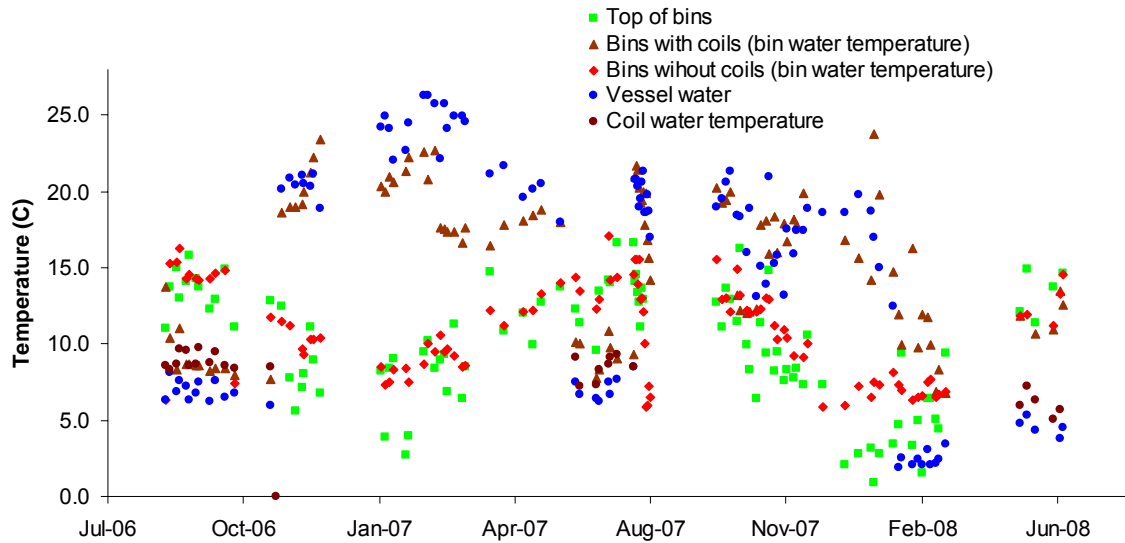 Top of bins
Bins with coils (bin water temperature)
Bins wihout coils (bin water temperature)
Vessel water
Coil water temperature
Temperature (C)
25.0
20.0
15.0
10.0
5.0
0.0
Jul-06 Oct-06 Jan-07 Apr-07 Aug-07 Nov-07 Feb-08 Jun-08